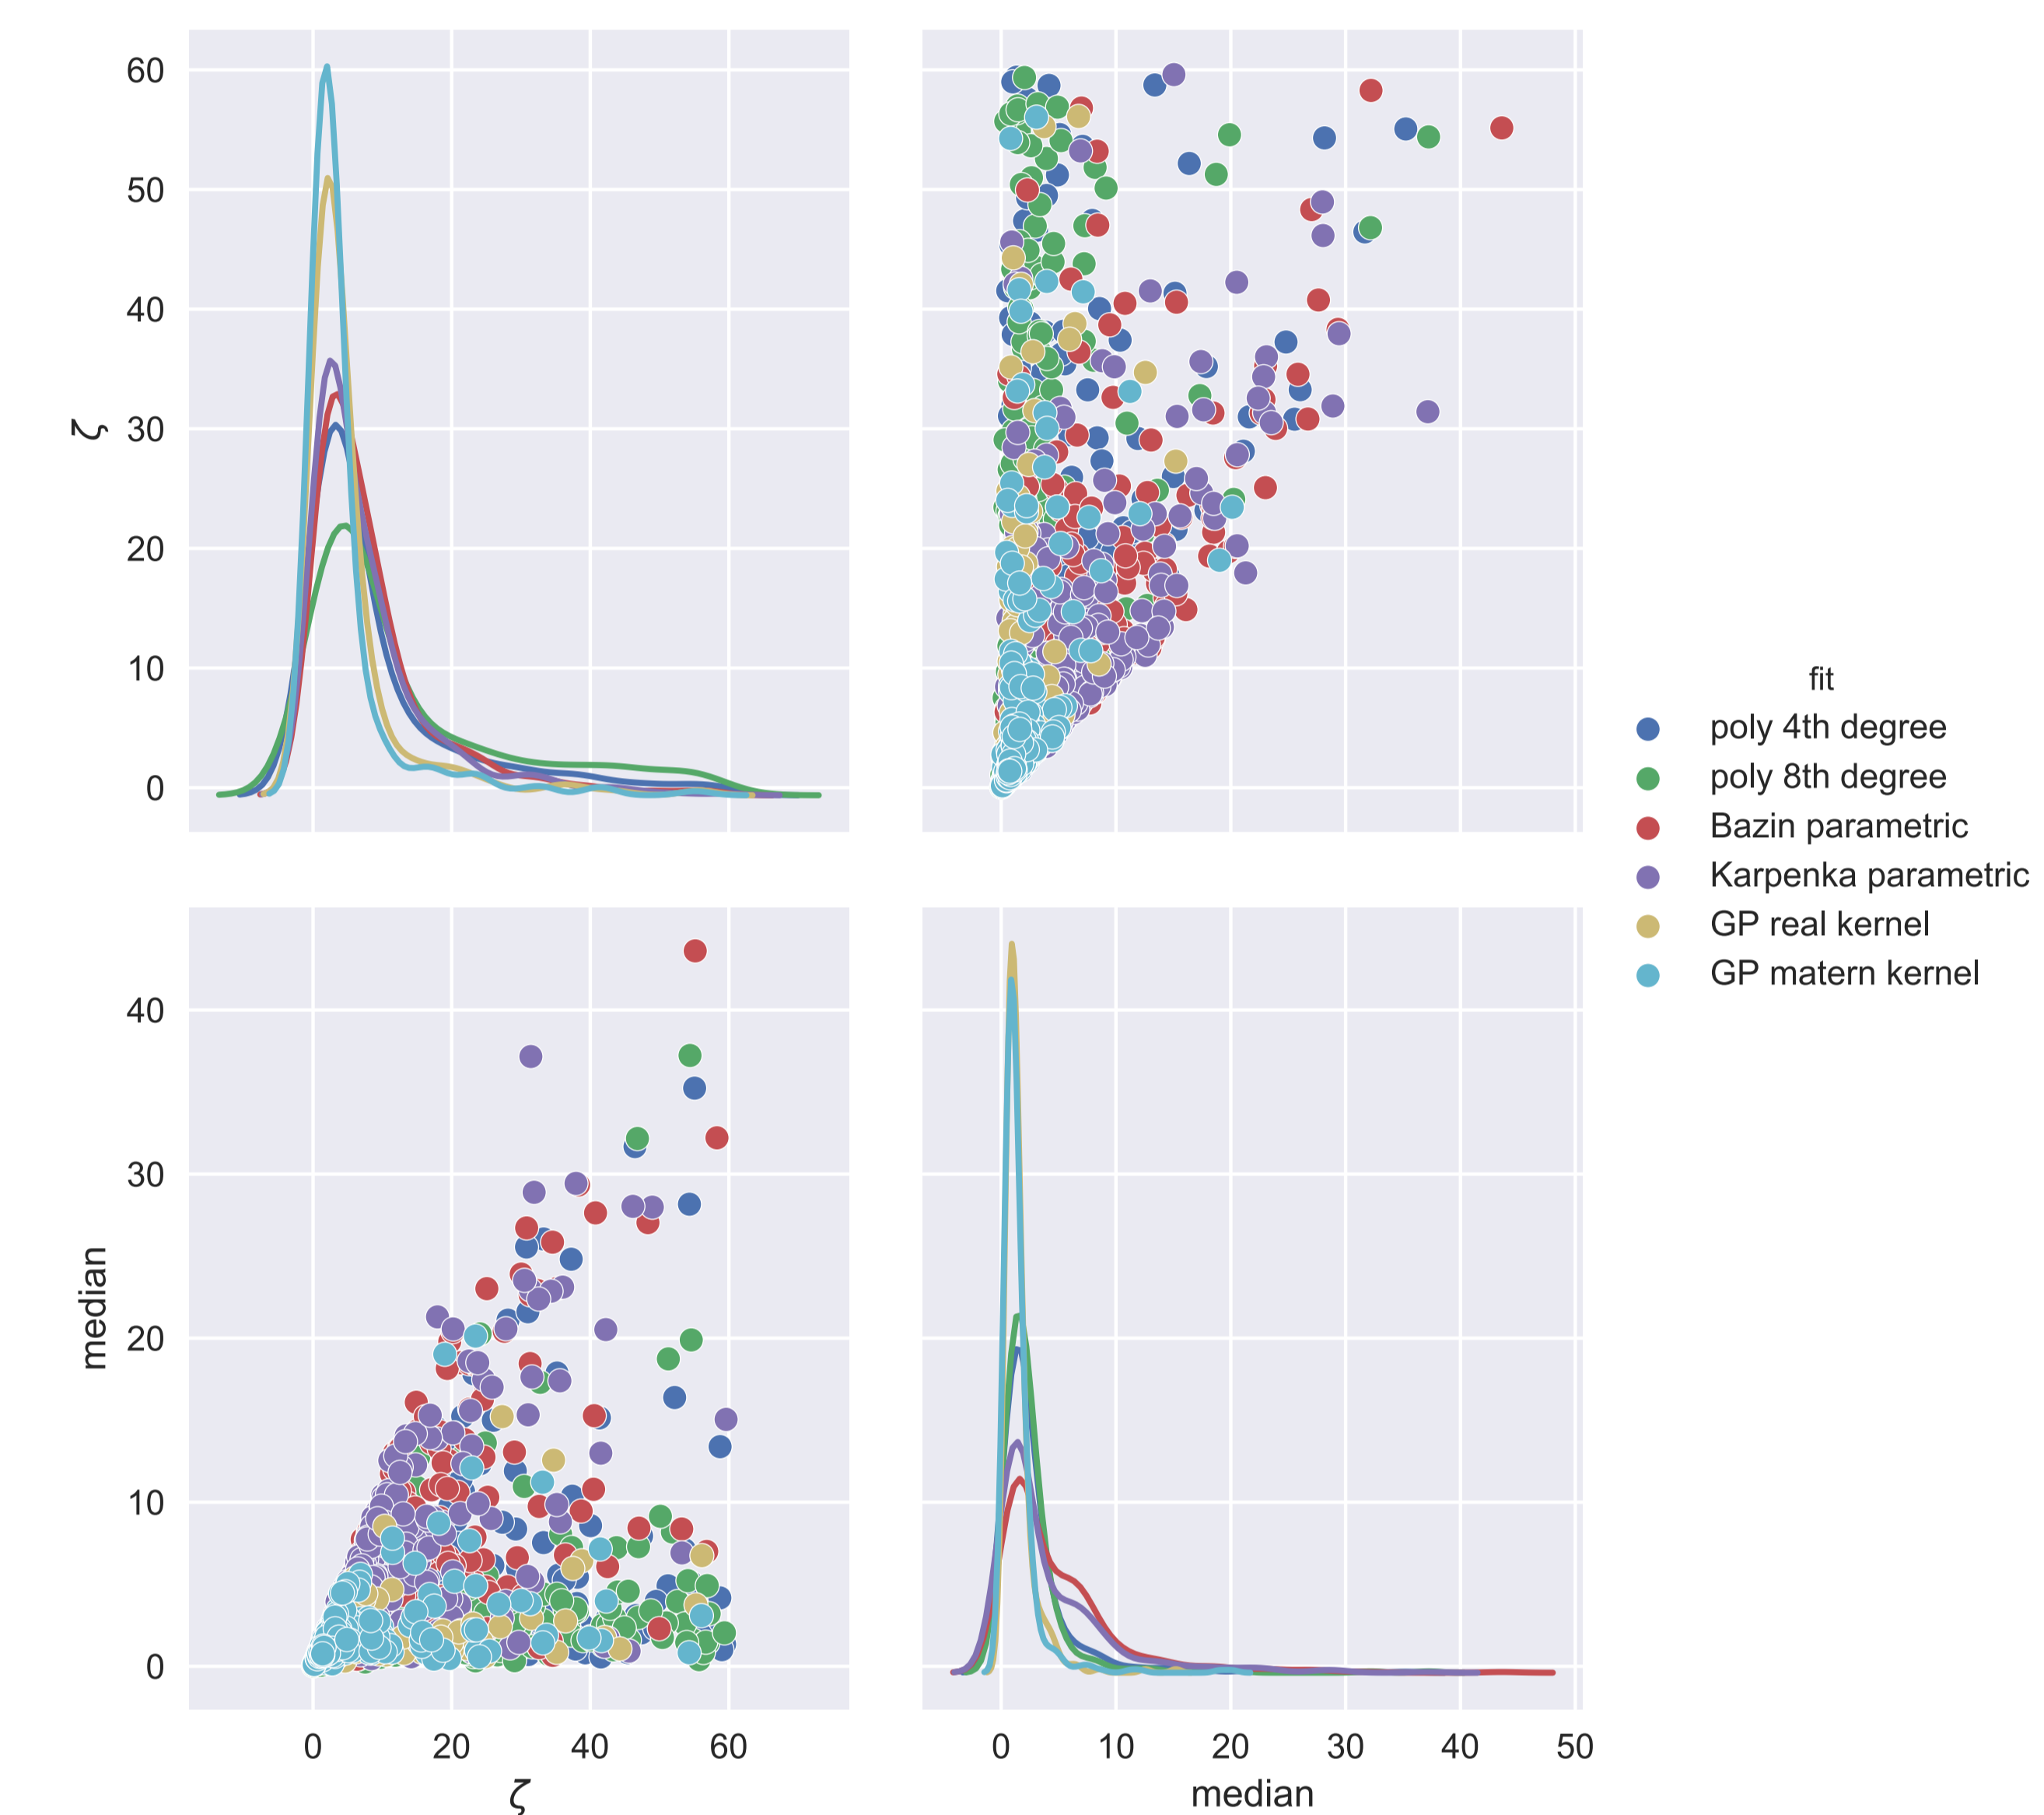 60
50
40
30
20
10
0
ζ
fit
poly 4th degree
poly 8th degree
Bazin parametric
Karpenka parametric
GP real kernel
GP matern kernel
40
30
20
10
0
median
0 20 40 60
0 10 20 30 40 50
ζ
median